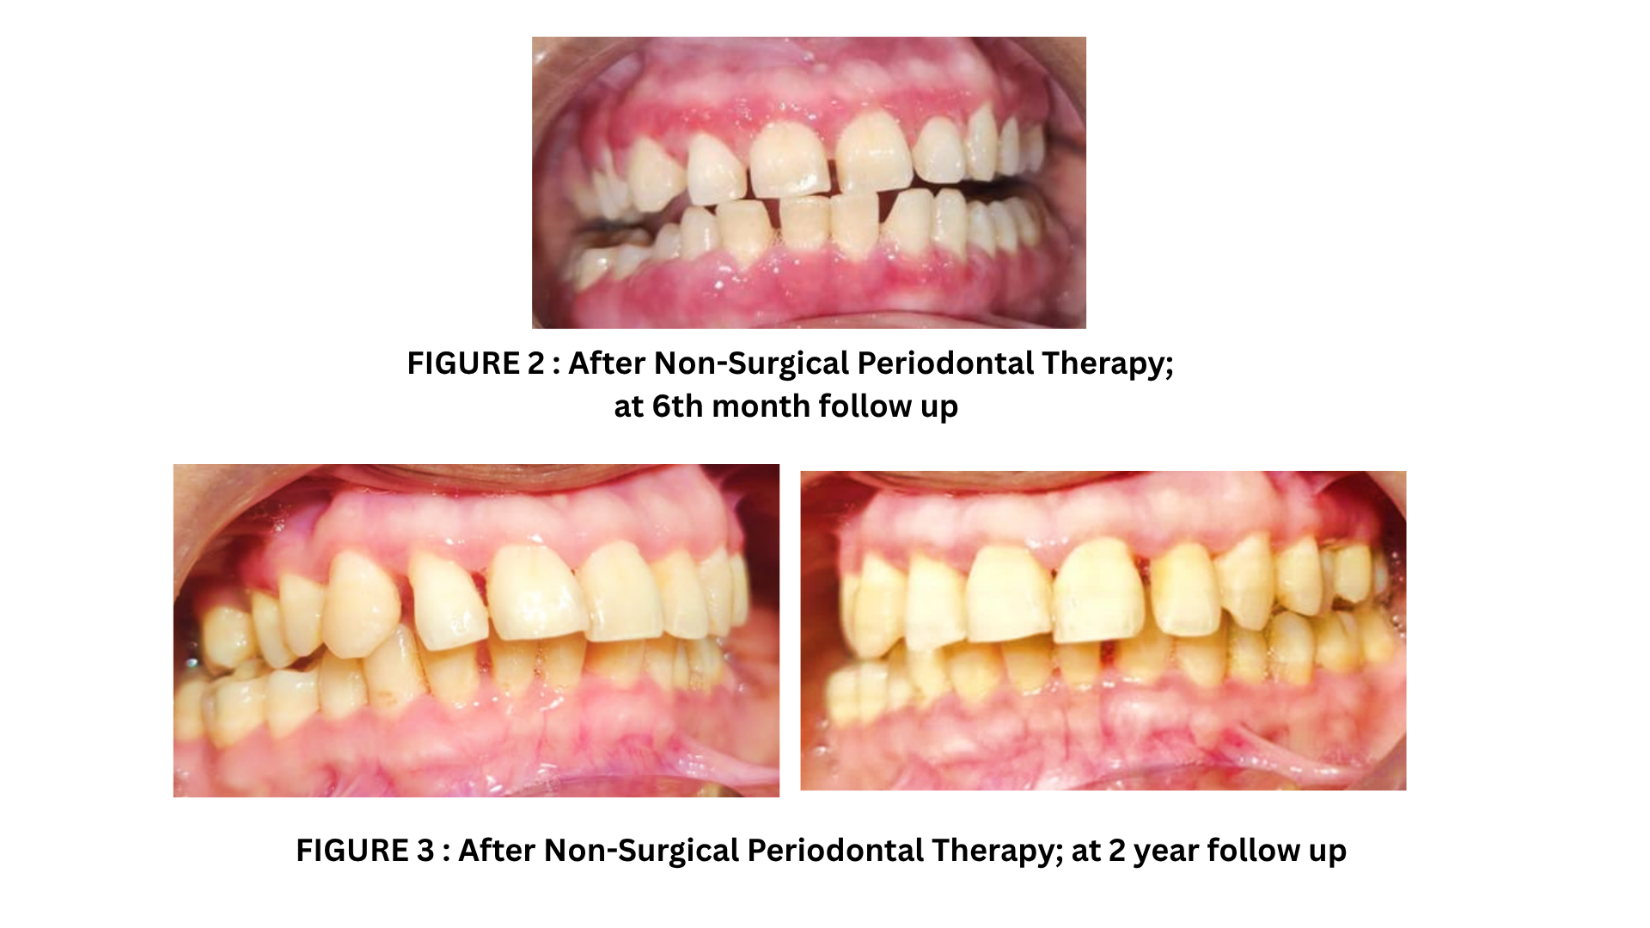 FIGURE 2 : After Non-Surgical Periodontal Therapy;
at 6th month follow up
FIGURE 3 : After Non-Surgical Periodontal Therapy; at 2 year follow up